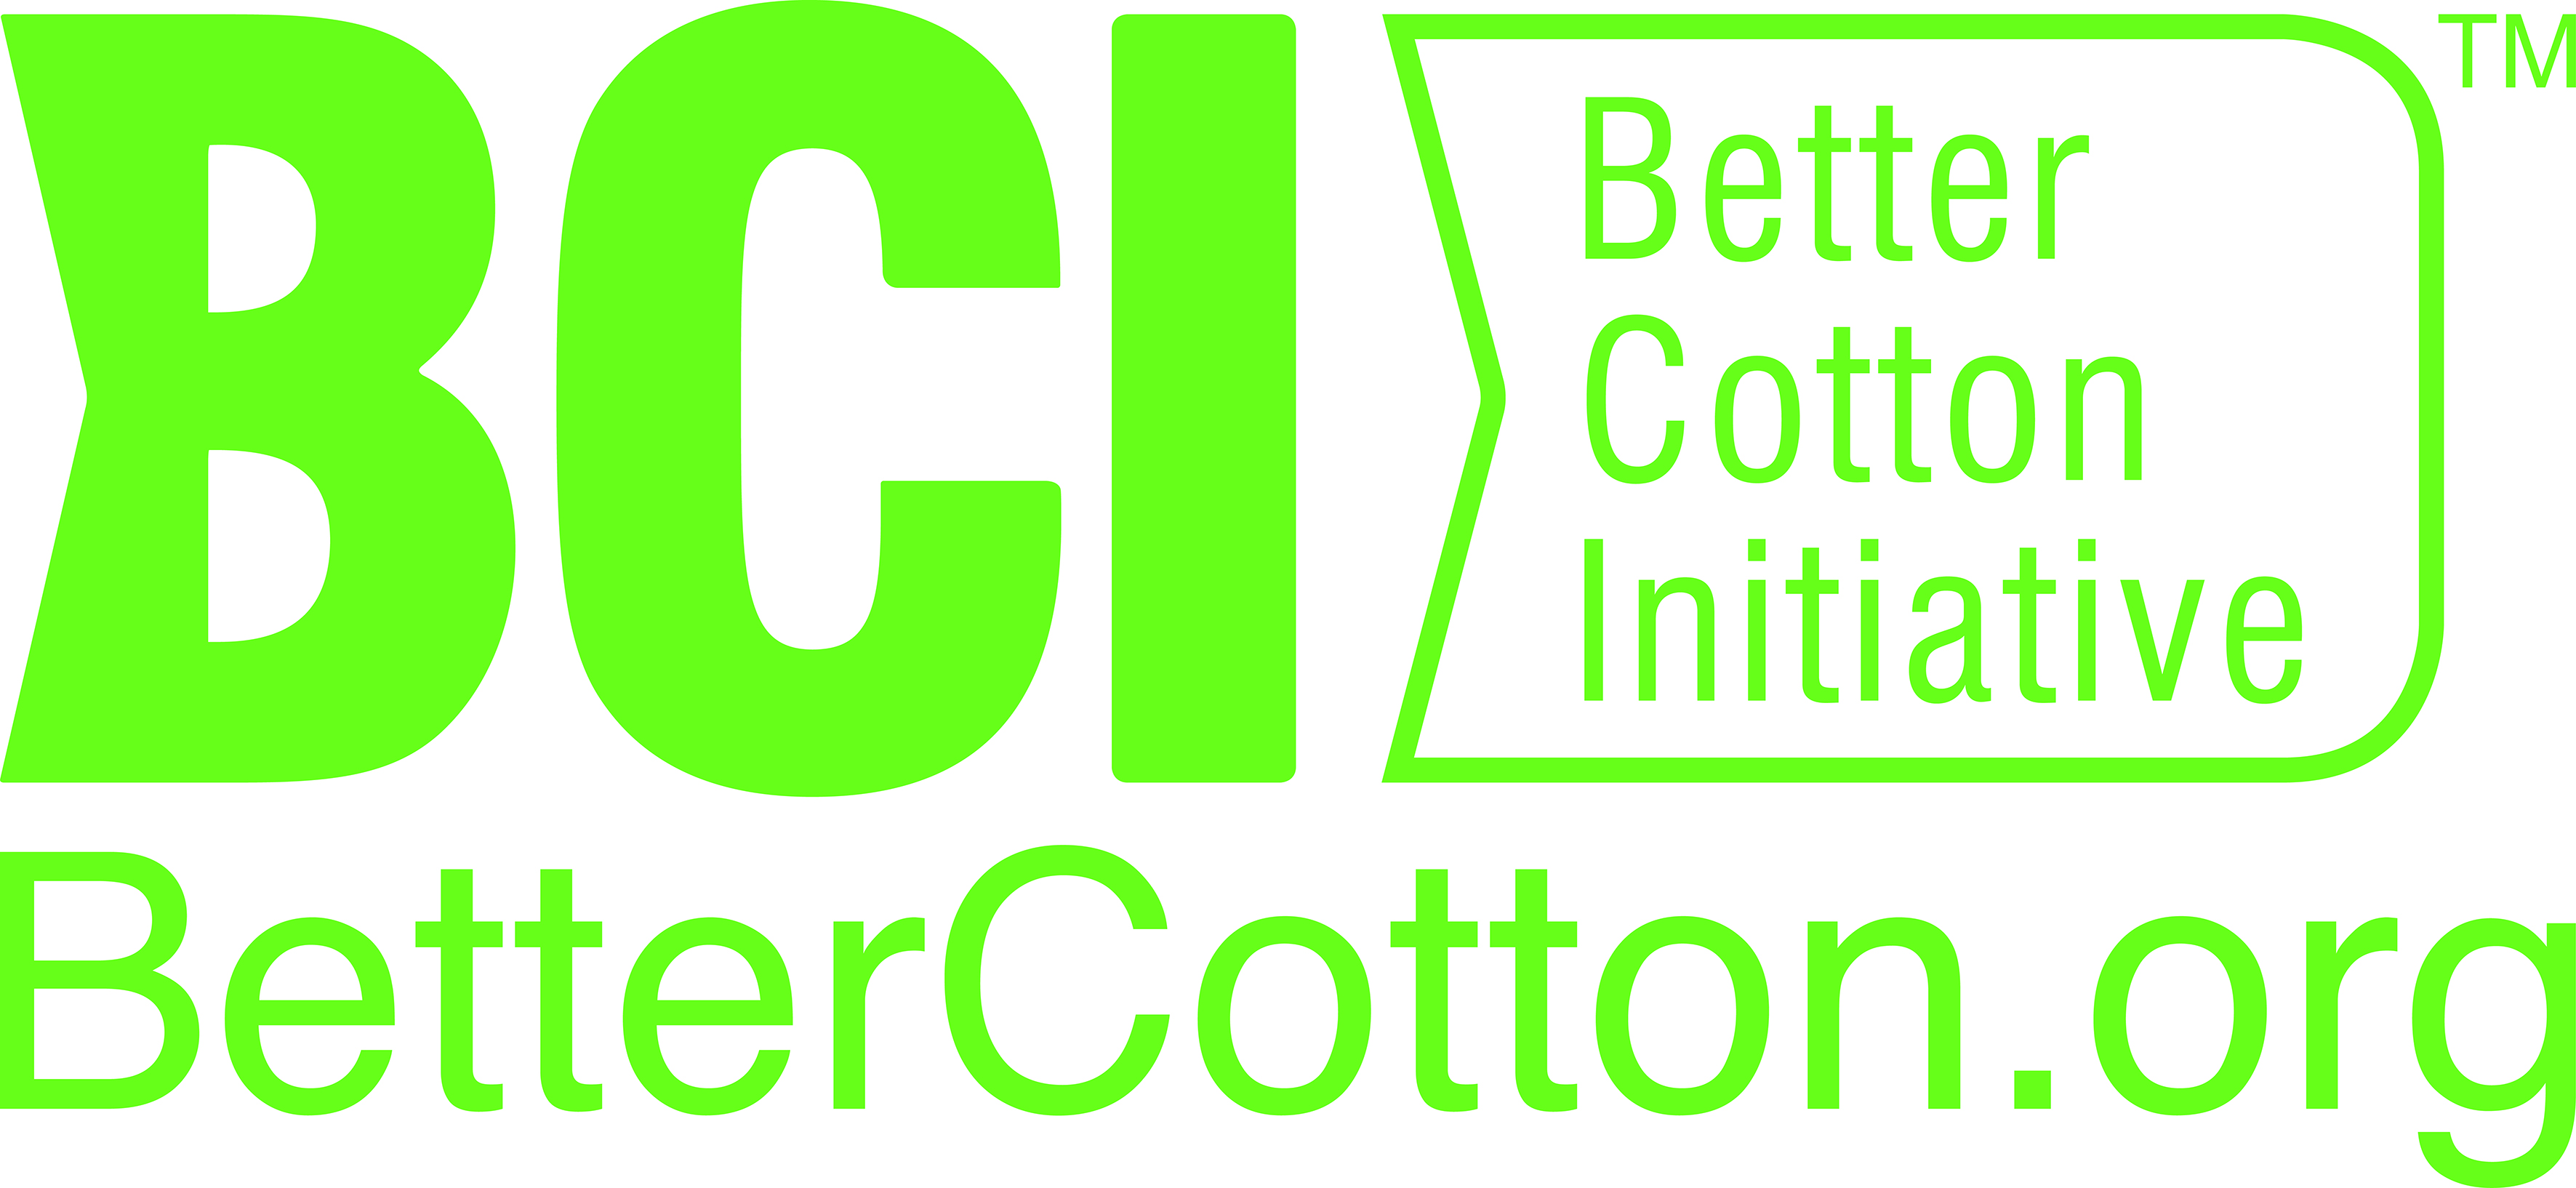 BCI
Better
Cotton
Initiative
TM
BetterCotton.org